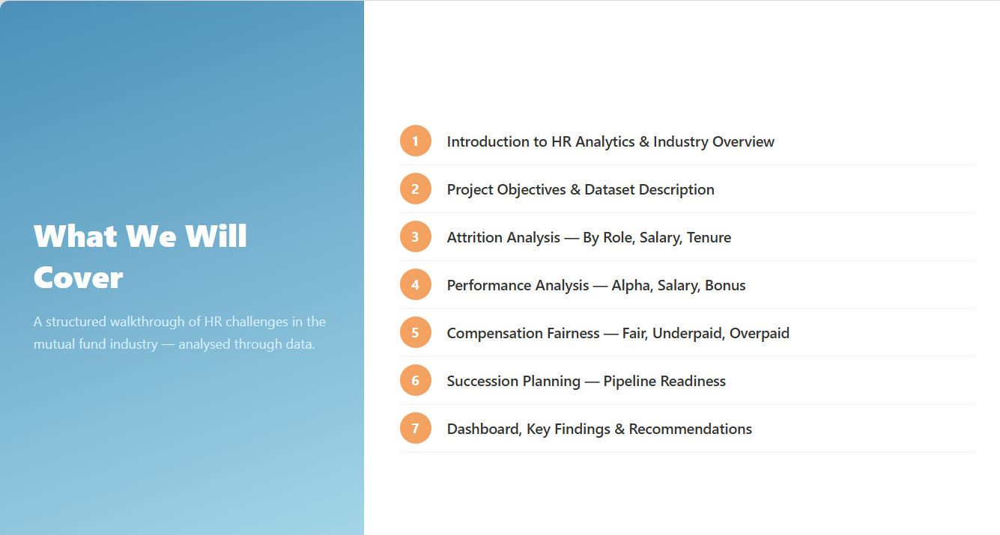 What We Will
Cover
A structured walkthrough of HR challenges in the
mutual fund industry — analysed through data.
1 Introduction to HR Analytics & Industry Overview
2 Project Objectives & Dataset Description
3 Attrition Analysis — By Role, Salary, Tenure
4 Performance Analysis — Alpha, Salary, Bonus
5 Compensation Fairness — Fair, Underpaid, Overpaid
6 Succession Planning — Pipeline Readiness
7 Dashboard, Key Findings & Recommendations